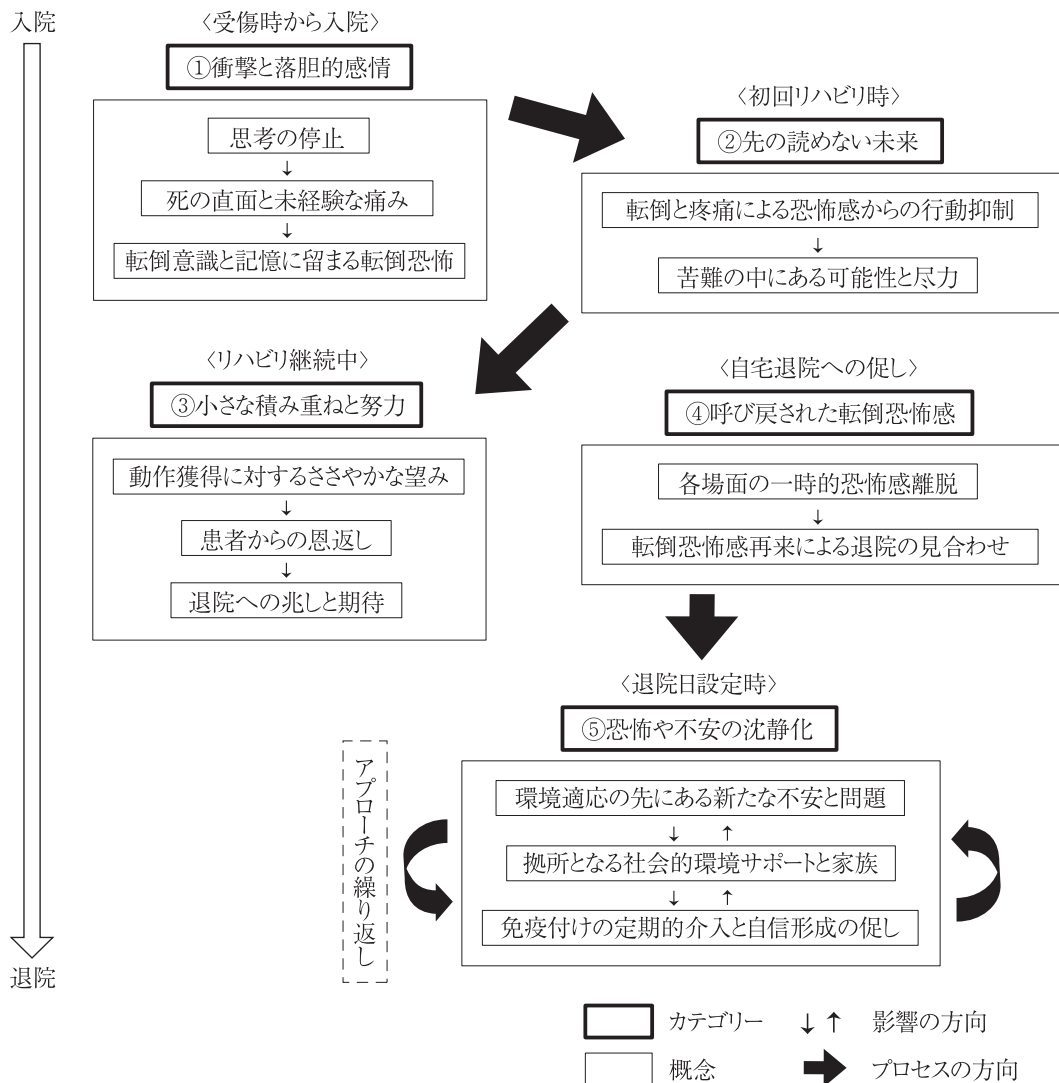 入院
〈受傷時から入院〉
①衝撃と落胆的感情
思考の停止
↓
死の直面と未経験な痛み
↓
転倒意識と記憶に留まる転倒恐怖
〈初回リハビリ時〉
②先の読めない未来
転倒と疼痛による恐怖感からの行動抑制
↓
苦難の中にある可能性と尽力
〈リハビリ継続中〉
③小さな積み重ねと努力
動作獲得に対するささやかな望み
↓
患者からの恩返し
↓
退院への兆しと期待
〈自宅退院への促し〉
④呼び戻された転倒恐怖感
各場面の一時的恐怖感離脱
↓
転倒恐怖感再来による退院の見合わせ
〈退院日設定時〉
⑤恐怖や不安の沈静化
アプローチの繰り返し
環境適応の先にある新たな不安と問題
↓ ↑
拠所となる社会的環境サポートと家族
↓ ↑
免疫付けの定期的介入と自信形成の促し
退院
カテゴリー ↓ ↑ 影響の方向
概念 プロセスの方向